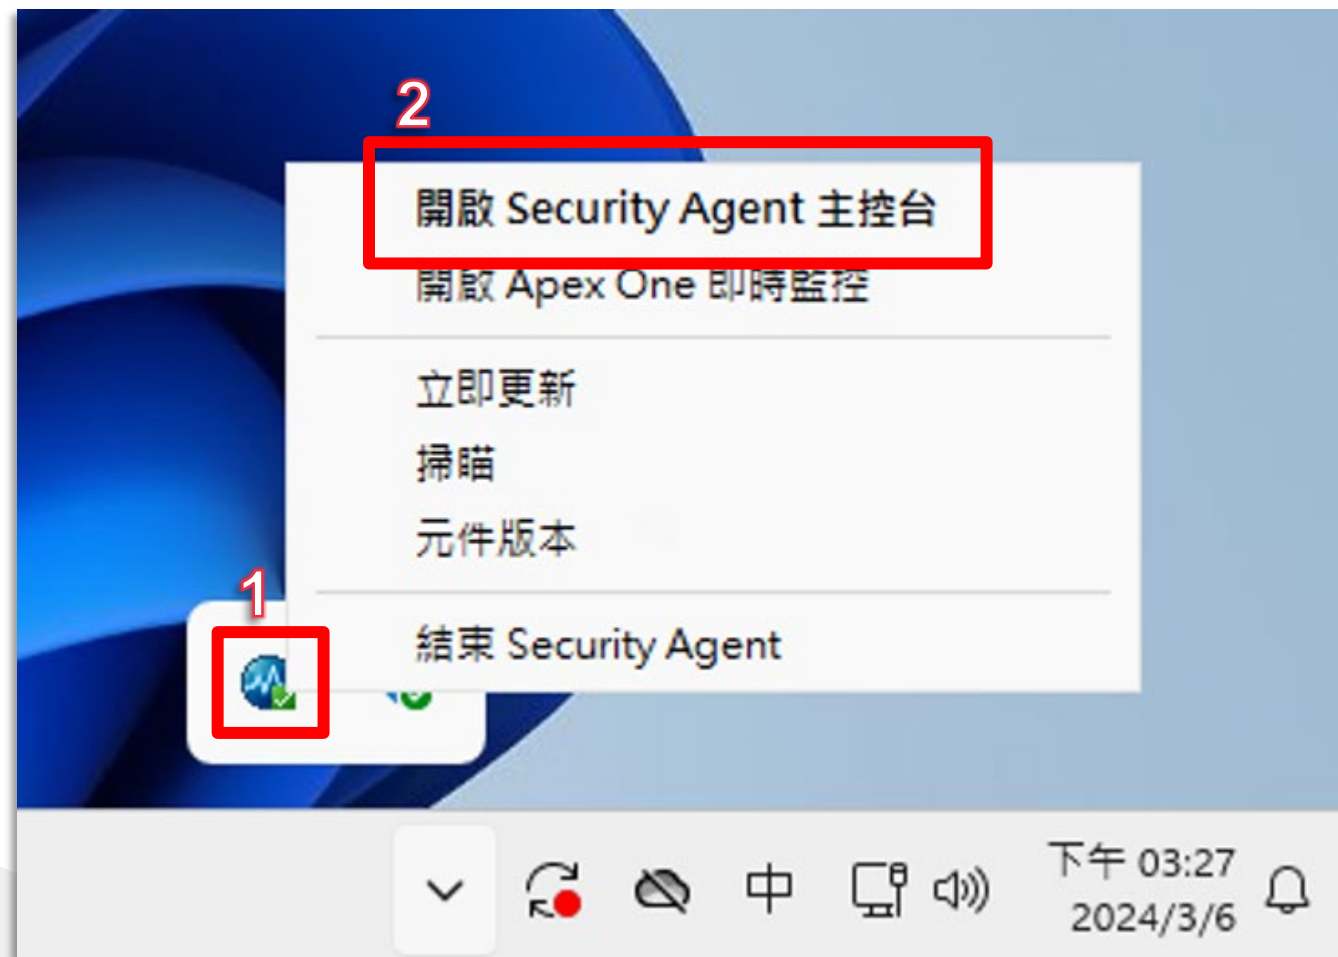 2
開啟 Security Agent 主控台
開啟 Apex One 即時監控
立即更新
掃瞄
元件版本
1
結束 Security Agent
中
下午 03:27
2024/3/6